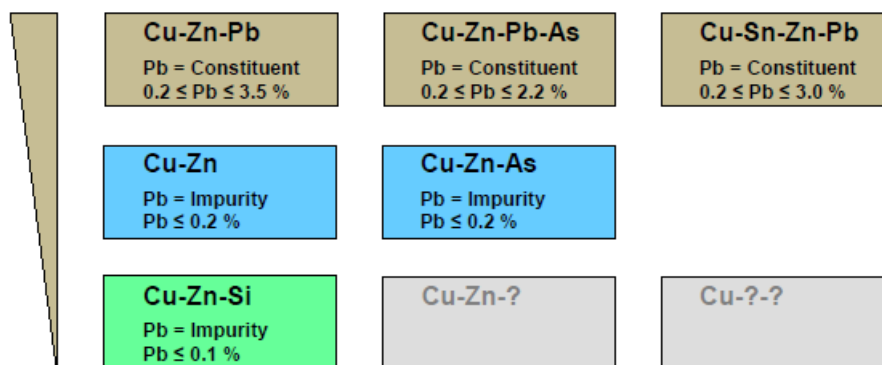 Cu-Zn-Pb
Pb = Constituent
0.2 ≤ Pb ≤ 3.5 %
Cu-Zn-Pb-As
Pb = Constituent
0.2 ≤ Pb ≤ 2.2 %
Cu-Sn-Zn-Pb
Pb = Constituent
0.2 ≤ Pb ≤ 3.0 %
Cu-Zn
Pb = Impurity
Pb ≤ 0.2 %
Cu-Zn-As
Pb = Impurity
Pb ≤ 0.2 %
Cu-Zn-Si
Pb = Impurity
Pb ≤ 0.1 %
Cu-Zn-?
Cu-?-?